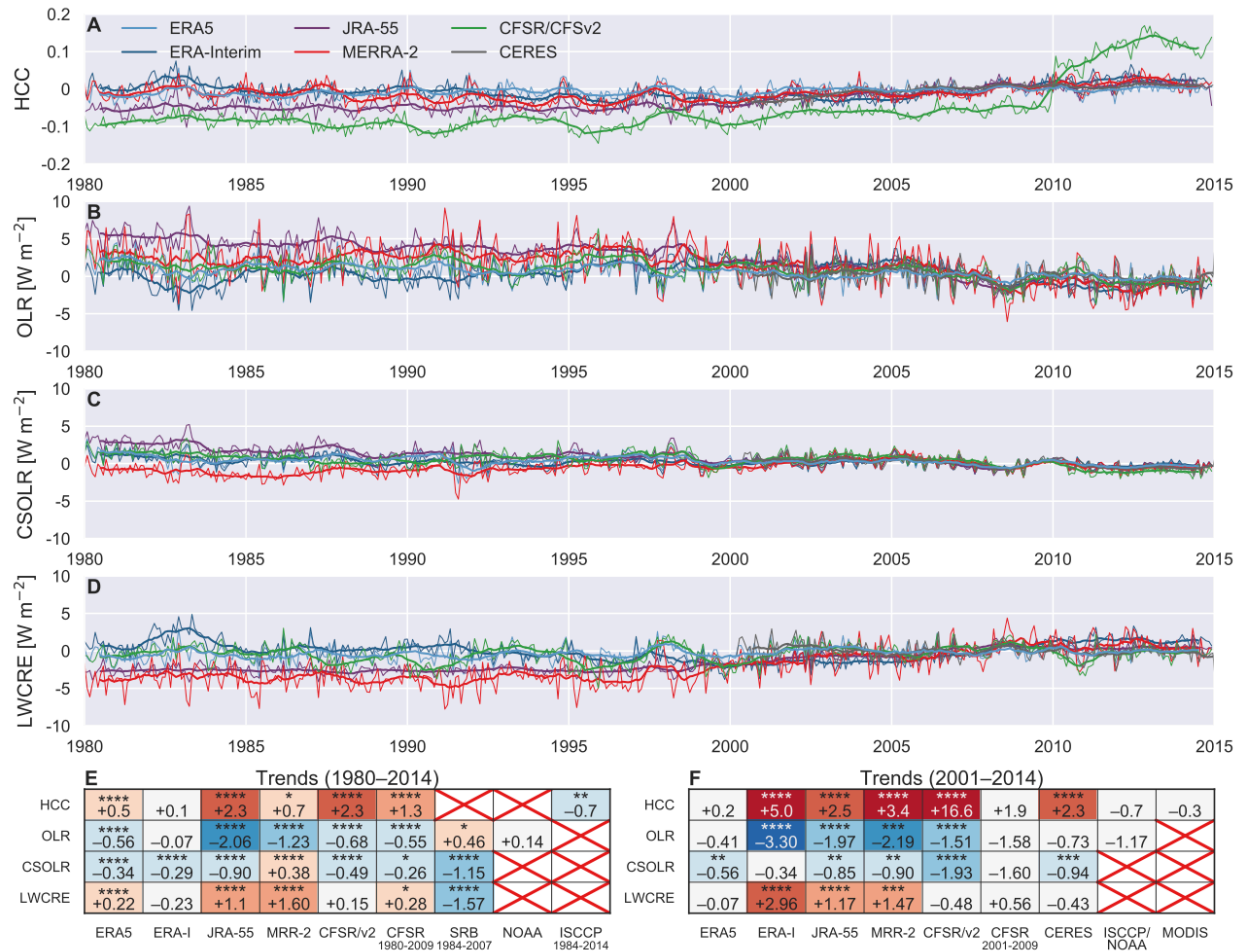 A
ERA5
JRA-55
CFSR/CFSv2
ERA-Interim
MERRA-2
CERES
HCC
0.2
0.1
0
-0.1
0.2
1980 1985 1990 1995 2000 2005 2010 2015
B
OLR [W m−2]
10
5
0
-5
-10
1980 1985 1990 1995 2000 2005 2010 2015
C
CSOLR [W m−2]
10
5
0
-5
-10
1980 1985 1990 1995 2000 2005 2010 2015
D
LWCRE [W m−2]
10
5
0
-5
-10
1980 1985 1990 1995 2000 2005 2010 2015
E Trends (1980–2014)
**** **** * **** **** **
HCC +0.5 +0.1 +2.3 +0.7 +2.3 +1.3 −0.7
**** **** **** **** **** *
OLR −0.56 −0.07 −2.06 −1.23 −0.68 −0.55 +0.46 +0.14
**** **** **** **** **** * ****
CSOLR −0.34 −0.29 −0.90 +0.38 −0.49 −0.26 −1.15
**** **** **** * ****
LWCRE +0.22 −0.23 +1.1 +1.60 +0.15 +0.28 −1.57
ERA5 ERA-I JRA-55 MRR-2 CFSR/v2 CFSR SRB NOAA ISCCP
1980-2009 1984-2007 1984-2014
F Trends (2001–2014)
**** **** **** **** ****
HCC +0.2 +5.0 +2.5 +3.4 +16.6 +1.9 +2.3 −0.7 −0.3
**** **** *** ****
OLR −0.41 −3.30 −1.97 −2.19 −1.51 −1.58 −0.73 −1.17
** ** ** **** ***
CSOLR −0.56 −0.34 −0.85 −0.90 −1.93 −1.60 −0.94
**** **** ***
LWCRE −0.07 +2.96 +1.17 +1.47 −0.48 +0.56 −0.43
ERA5 ERA-I JRA-55 MRR-2 CFSR/v2 CFSR CERES ISCCP/ MODIS
2001-2009 NOAA